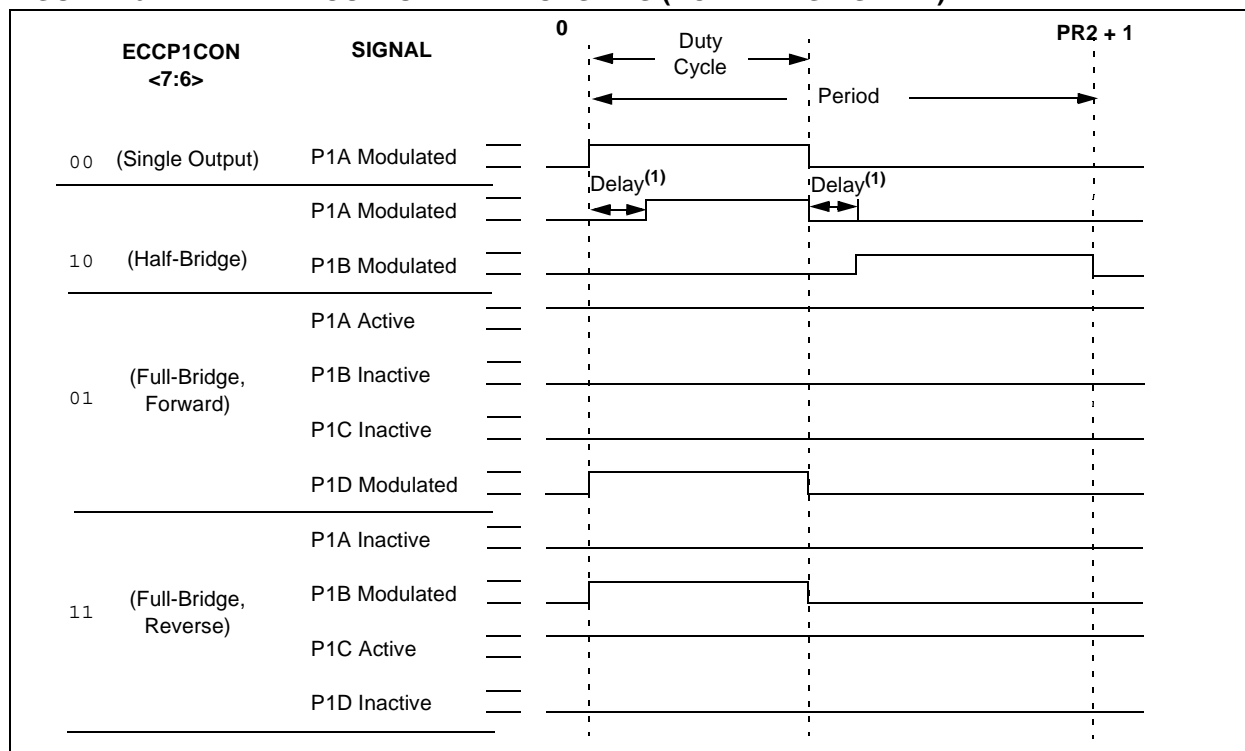 0
PR2 + 1
ECCP1CON
<7:6>
SIGNAL
Duty
Cycle
Period
00 (Single Output) P1A Modulated
Delay(1)
Delay(1)
P1A Modulated
10 (Half-Bridge)
P1B Modulated
P1A Active
01 (Full-Bridge,
Forward)
P1B Inactive
P1C Inactive
P1D Modulated
P1A Inactive
11 (Full-Bridge,
Reverse)
P1B Modulated
P1C Active
P1D Inactive